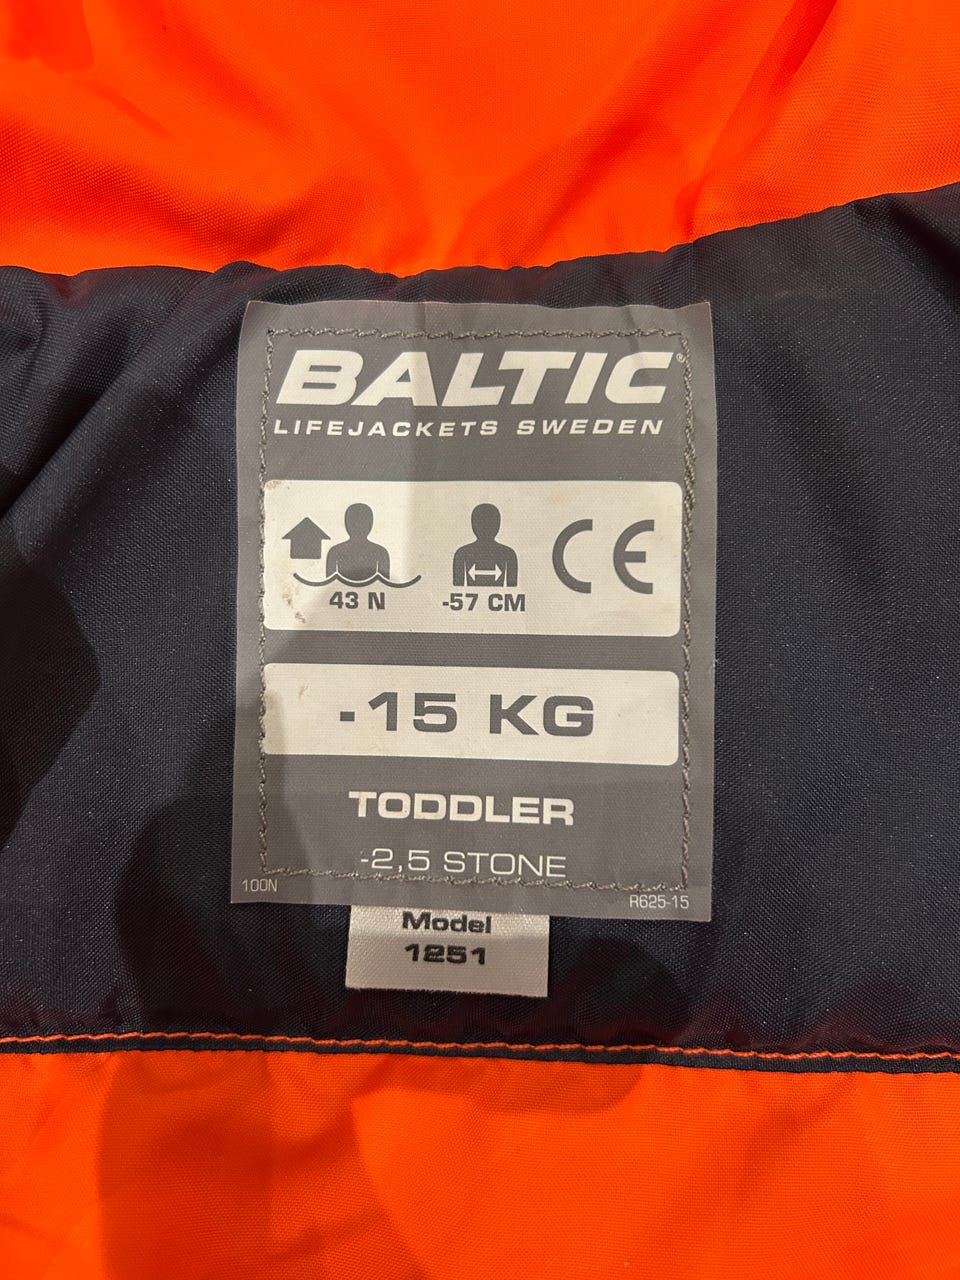 BALTIC®
LIFEJACKETS SWEDEN
43 N -57 CM CE
-15 KG
TODDLER
-2,5 STONE
100N R625-15
Model
1251